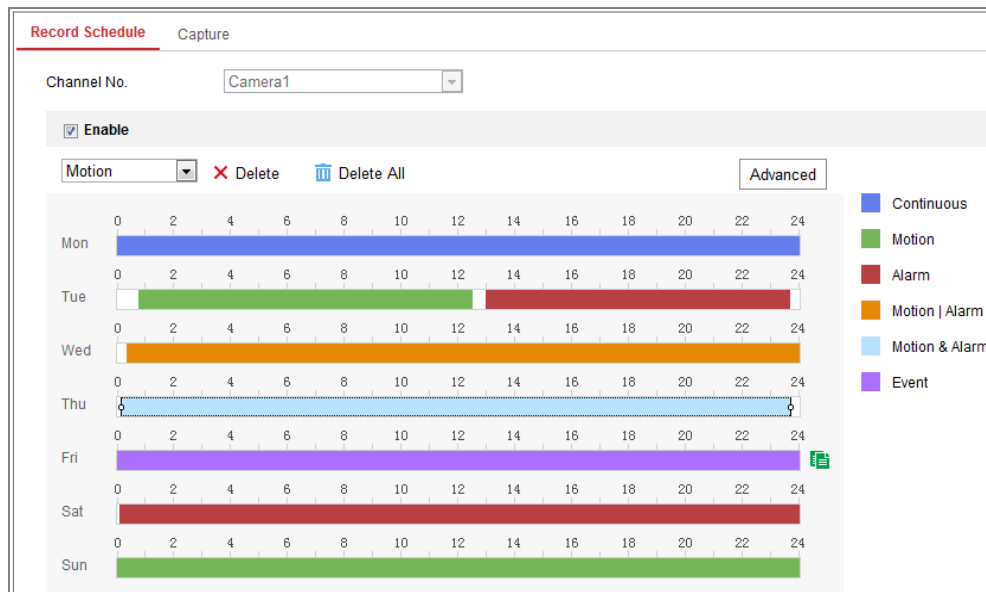 Record Schedule Capture
Channel No. Camera1
Enable
Motion Delete Delete All Advanced
0 2 4 6 8 10 12 14 16 18 20 22 24
Mon
0 2 4 6 8 10 12 14 16 18 20 22 24
Tue
0 2 4 6 8 10 12 14 16 18 20 22 24
Wed
0 2 4 6 8 10 12 14 16 18 20 22 24
Thu
0 2 4 6 8 10 12 14 16 18 20 22 24
Fri
0 2 4 6 8 10 12 14 16 18 20 22 24
Sat
0 2 4 6 8 10 12 14 16 18 20 22 24
Sun
Continuous
Motion
Alarm
Motion | Alarm
Motion & Alarm
Event